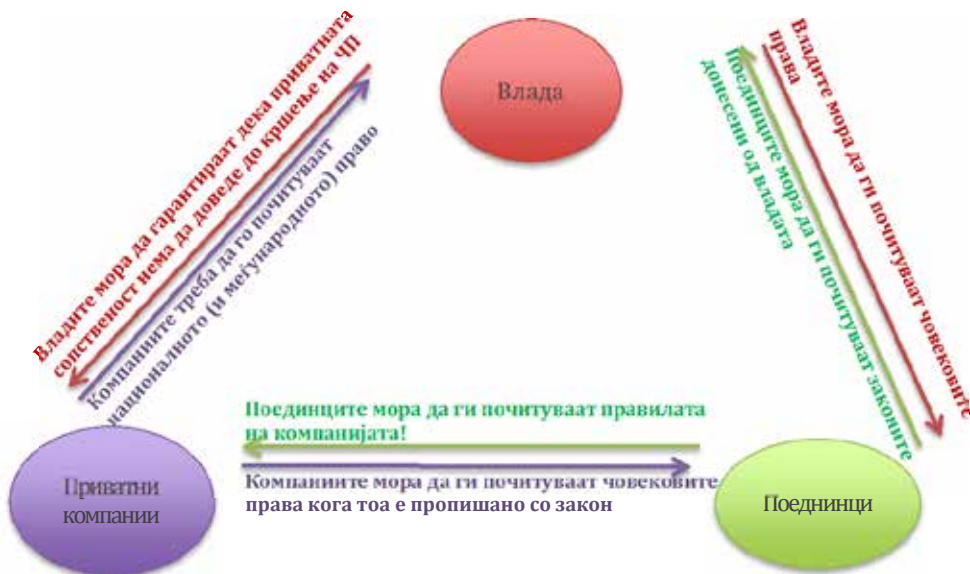 Влада
Владите мора да гарантираат дека приватната
сопственост нема да доведе до кршење на ЧП
Компаниите треба да го почитуваат
националното (и меѓународното) право
Владите мора да ги почитуваат човековите
права
Поединците мора да ги почитуваат законите
донесени од владата
Поединците мора да ги почитуваат правилата
на компанијата!
Компаниите мора да ги почитуваат човековите
права кога тоа е пропишано со закон
Приватни
компании
Поеднинци